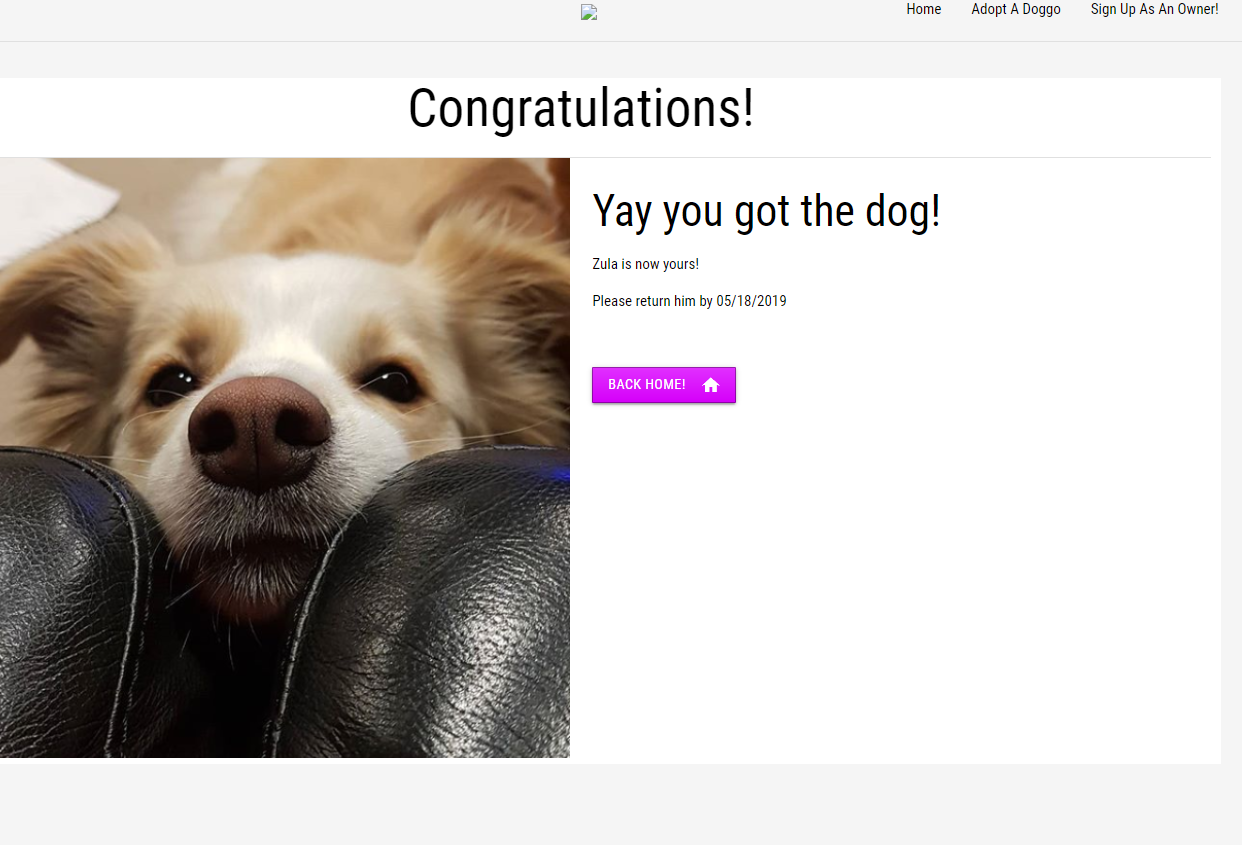 Home Adopt A Doggo Sign Up As An Owner!
Congratulations!
Yay you got the dog!
Zula is now yours!
Please return him by 05/18/2019
BACK HOME!